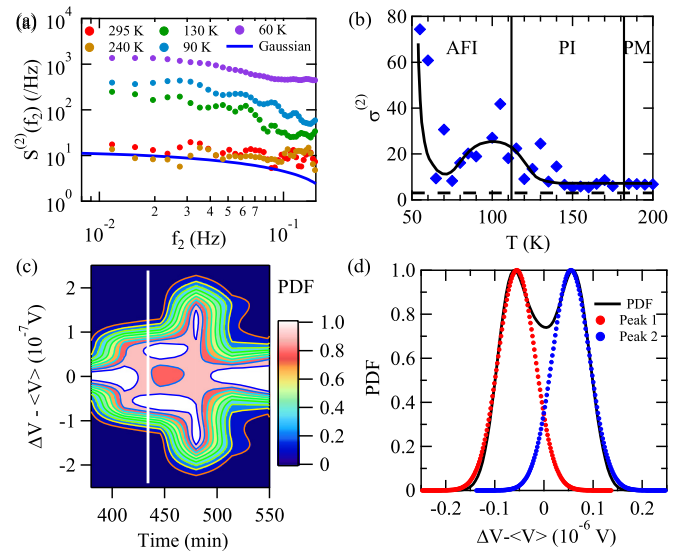 (a)
295 K
130 K
60 K
240 K
90 K
Gaussian
S(2)(f2) (/Hz)
10^4
10^3
10^2
10^1
10^0
2 3 4 5 6 7
10^-2 10^-1
f2 (Hz)
(b)
AFI PI PM
σ(2)
80
60
40
20
0
50 100 150 200
T (K)
(c)
PDF
ΔV - <V> (10^-7 V)
2
1
0
-1
-2
400 450 500 550
Time (min)
1.0
0.8
0.6
0.4
0.2
0
(d)
PDF
Peak 1
Peak 2
PDF
1.0
0.8
0.6
0.4
0.2
0
-0.2 -0.1 0 0.1 0.2
ΔV-<V> (10^-6 V)